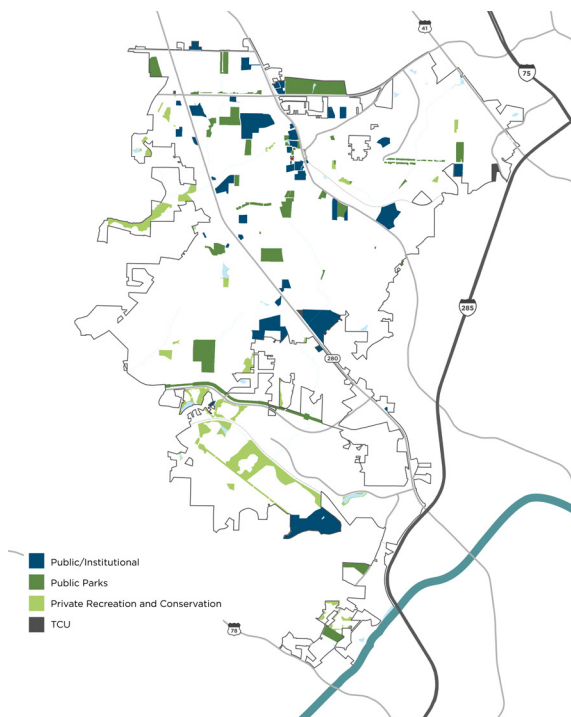 41
75
285
280
Public/Institutional
Public Parks
Private Recreation and Conservation
TCU
78